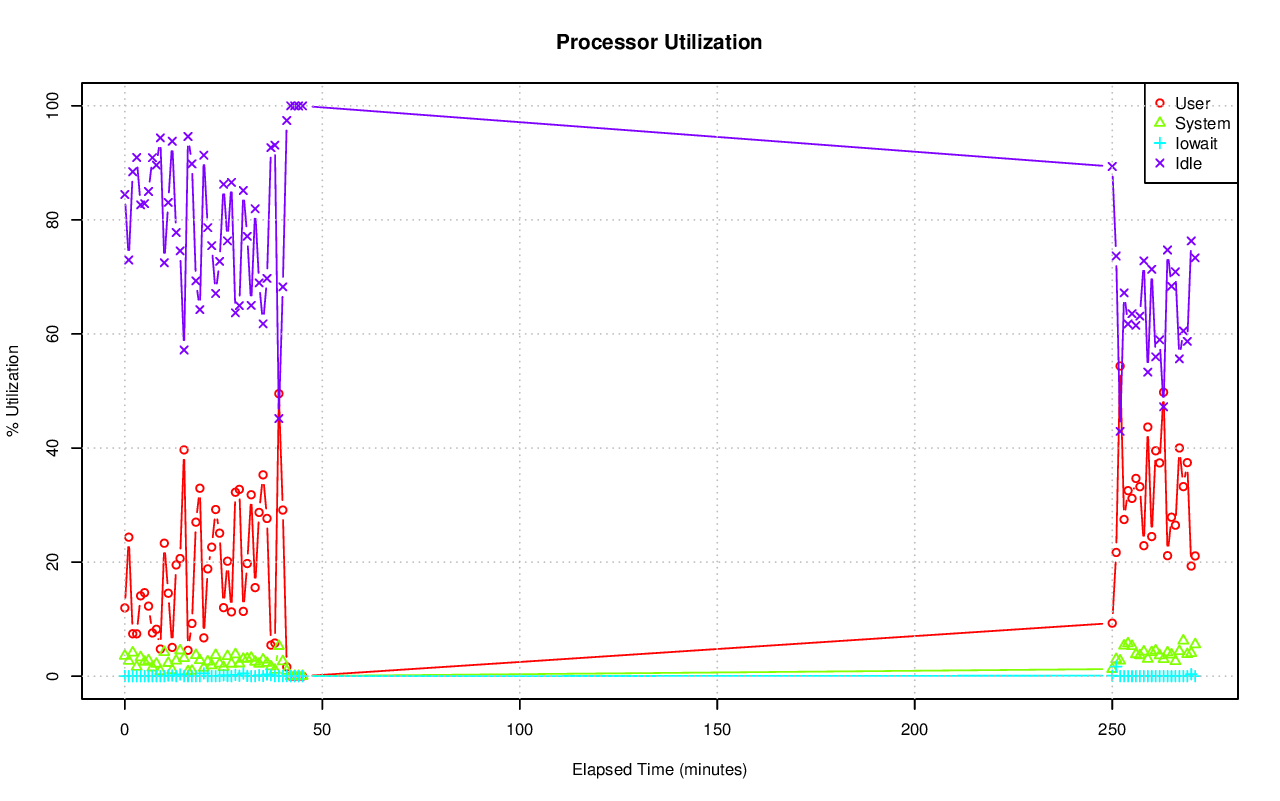 Processor Utilization
User
System
Iowait
Idle
% Utilization
100
80
60
40
20
0
0 50 100 150 200 250
Elapsed Time (minutes)